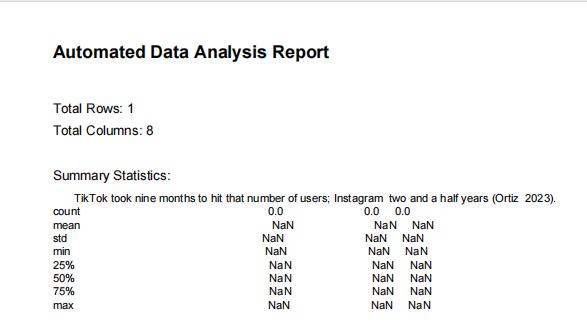 Automated Data Analysis Report
Total Rows: 1
Total Columns: 8
Summary Statistics:
TikTok took nine months to hit that number of users; Instagram two and a half years (Ortiz 2023).
count 0.0 0.0 0.0
mean NaN NaN NaN
std NaN NaN NaN
min NaN NaN NaN
25% NaN NaN NaN
50% NaN NaN NaN
75% NaN NaN NaN
max NaN NaN NaN